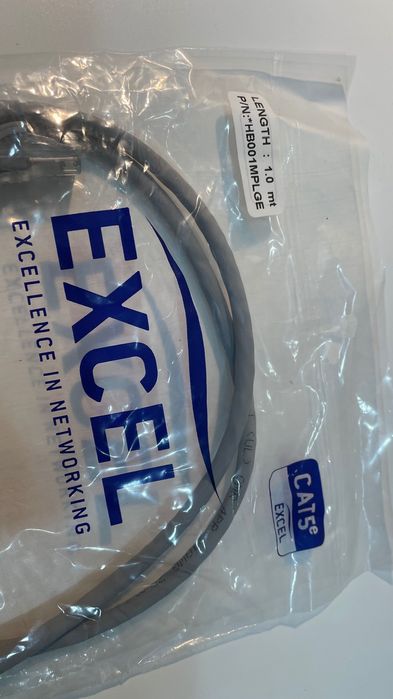 LENGTH : 1.0 mt
P/N:*HB001MPLGE
EXCEL
EXCELLENCE IN NETWORKING
CAT5e
EXCEL